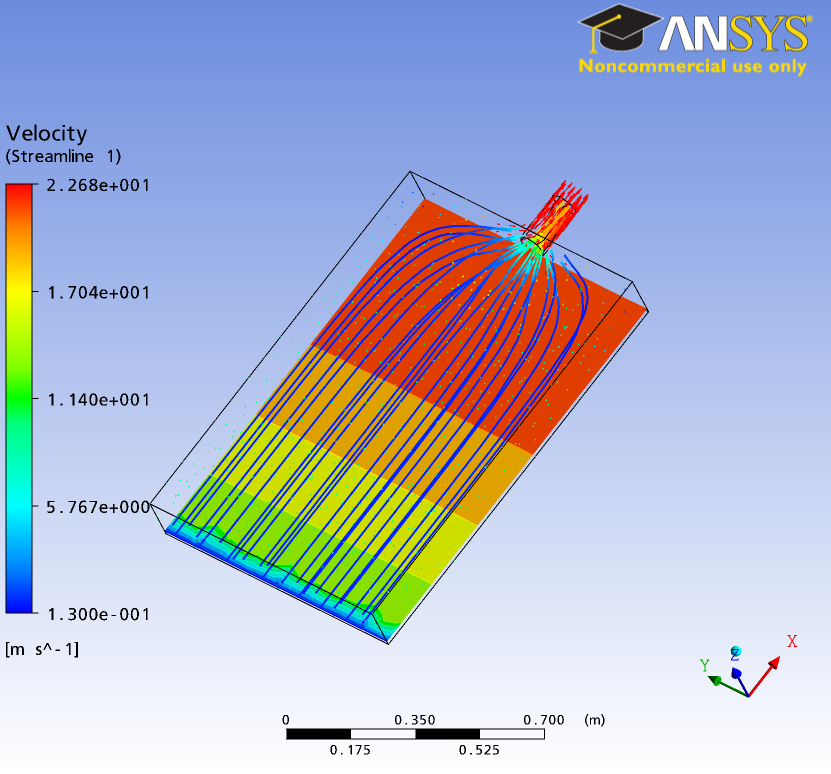 ANSYS
Noncommercial use only
Velocity
(Streamline 1)
2.268e+001
1.704e+001
1.140e+001
5.767e+000
1.300e-001
[m s^-1]
X
Y
Z
0 0.350 0.700 (m)
0.175 0.525